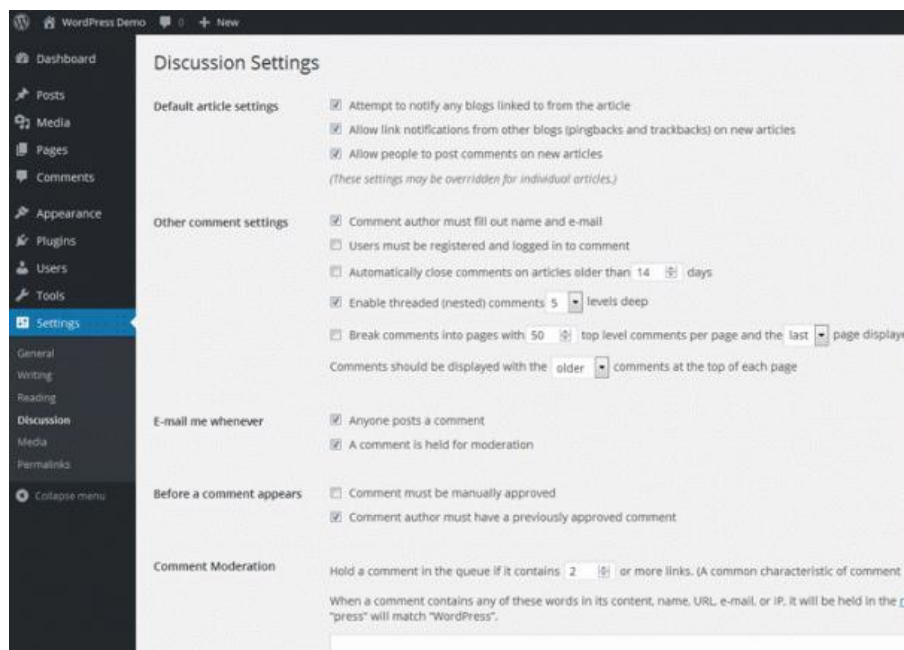 WordPress Demo 0 + New
Dashboard
Posts
Media
Pages
Comments
Appearance
Plugins
Users
Tools
Settings
General
Writing
Reading
Discussion
Media
Permalinks
Collapse menu
Discussion Settings
Default article settings
Attempt to notify any blogs linked to from the article
Allow link notifications from other blogs (pingbacks and trackbacks) on new articles
Allow people to post comments on new articles
(These settings may be overridden for individual articles.)
Other comment settings
Comment author must fill out name and e-mail
Users must be registered and logged in to comment
Automatically close comments on articles older than 14 days
Enable threaded (nested) comments 5 levels deep
Break comments into pages with 50 top level comments per page and the last page displaye
Comments should be displayed with the older comments at the top of each page
E-mail me whenever
Anyone posts a comment
A comment is held for moderation
Before a comment appears
Comment must be manually approved
Comment author must have a previously approved comment
Comment Moderation
Hold a comment in the queue if it contains 2 or more links. (A common characteristic of comment
When a comment contains any of these words in its content, name, URL, e-mail, or IP, it will be held in the
"press" will match "WordPress".